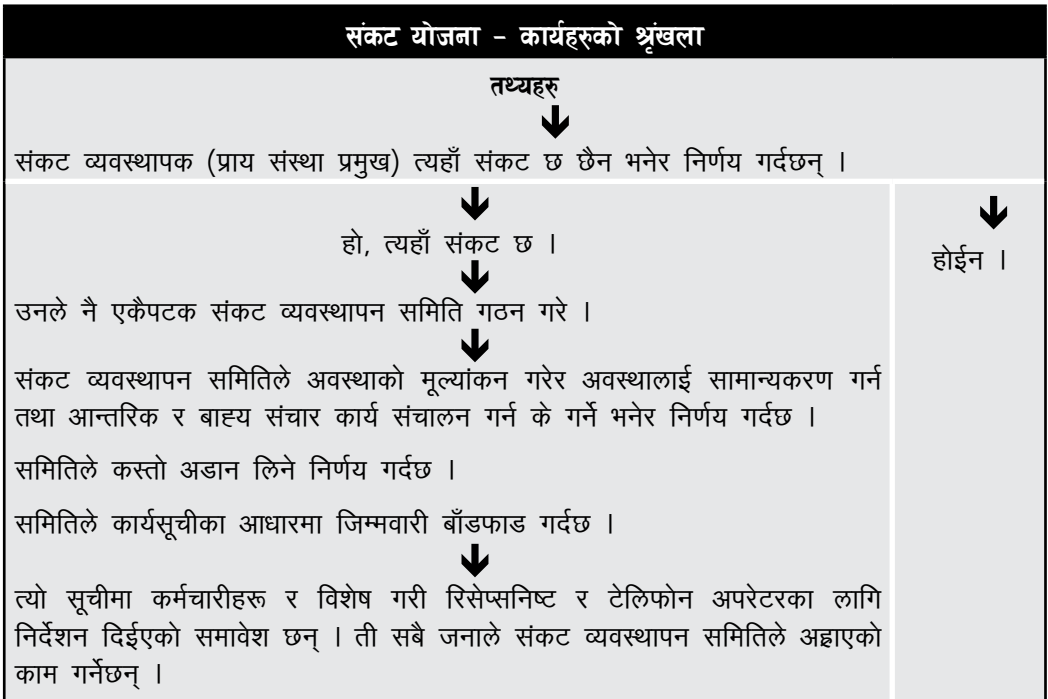 संकट योजना – कार्यहरुको श्रृंखला
तथ्यहरु
संकट व्यवस्थापक (प्राय संस्था प्रमुख) त्यहाँ संकट छ छैन भनेर निर्णय गर्दछन् ।
हो, त्यहाँ संकट छ ।
होईन ।
उनले नै एकैपटक संकट व्यवस्थापन समिति गठन गरे ।
संकट व्यवस्थापन समितिले अवस्थाको मूल्यांकन गरेर अवस्थालाई सामान्यकरण गर्न
तथा आन्तरिक र बाह्य संचार कार्य संचालन गर्न के गर्ने भनेर निर्णय गर्दछ ।
समितिले कस्तो अडान लिने निर्णय गर्दछ ।
समितिले कार्यसूचीका आधारमा जिम्मवारी बाँडफाड गर्दछ ।
त्यो सूचीमा कर्मचारीहरू र विशेष गरी रिसेप्सनिष्ट र टेलिफोन अपरेटरका लागि
निर्देशन दिईएको समावेश छन् । ती सबै जनाले संकट व्यवस्थापन समितिले अह्राएको
काम गर्नेछन् ।